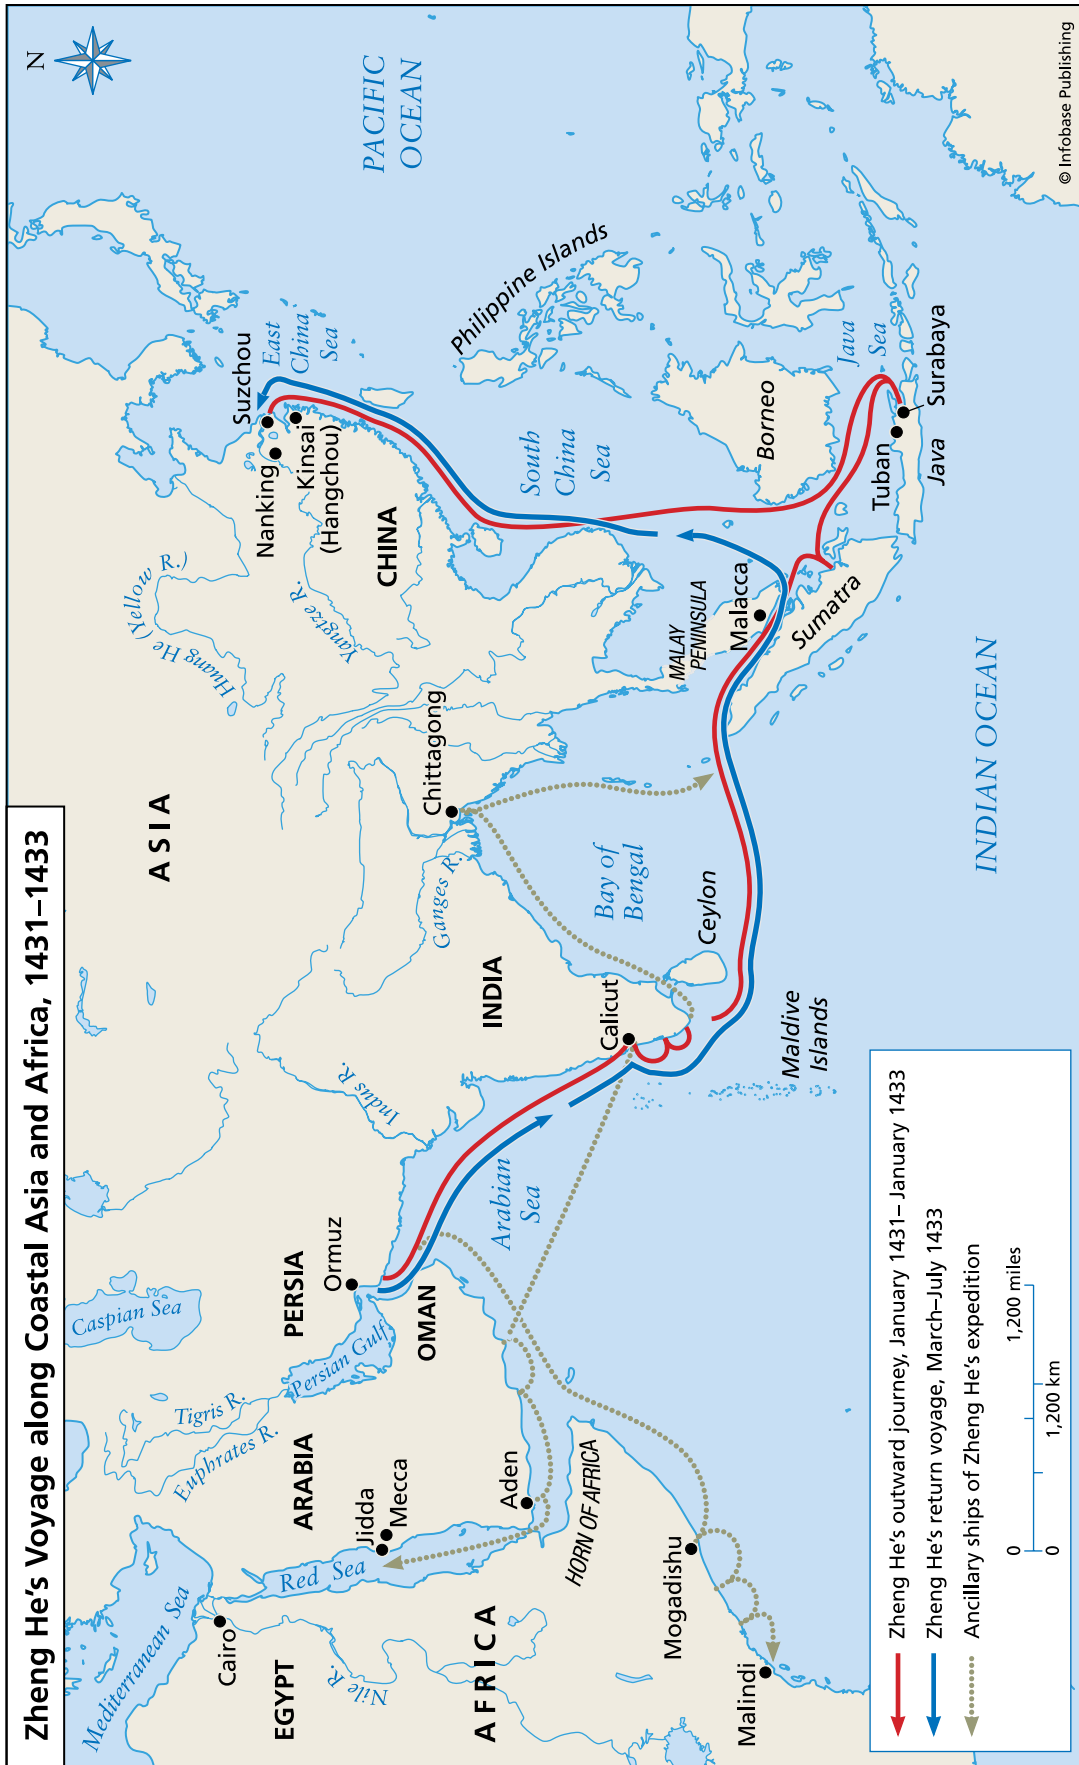 Zheng He's Voyage along Coastal Asia and Africa, 1431–1433
N
Mediterranean Sea
Caspian Sea
ASIA
Huang He (Yellow R.)
Suzhou
East
China
Sea
PACIFIC
OCEAN
Cairo
EGYPT
Nile R.
Red Sea
Tigris R.
Euphrates R.
ARABIA
Jidda
Mecca
PERSIA
Ormuz
Persian Gulf
OMAN
Indus R.
Ganges R.
Chittagong
Yangtze R.
Nanking
Kinsai
(Hangchou)
CHINA
Philippine Islands
AFRICA
Aden
HORN OF AFRICA
Arabian
Sea
INDIA
Calicut
Bay of
Bengal
South
China
Sea
Mogadishu
Malindi
Maldive
Islands
Ceylon
MALAY
PENINSULA
Malacca
Sumatra
Borneo
Java
Sea
Tuban
Java
Surabaya
INDIAN OCEAN
Zheng He's outward journey, January 1431– January 1433
Zheng He's return voyage, March–July 1433
Ancillary ships of Zheng He's expedition
0
1,200 miles
0
1,200 km
© Infobase Publishing